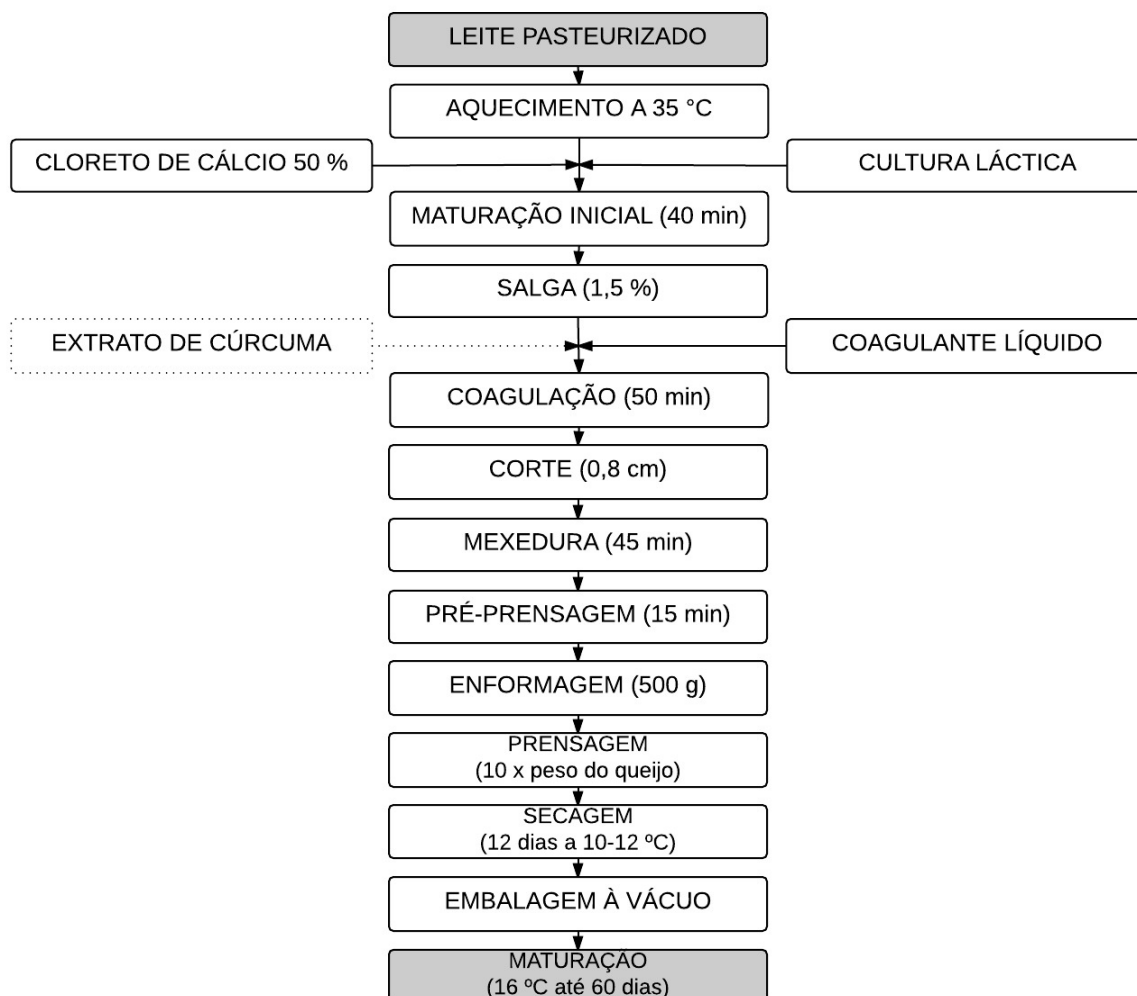 LEITE PASTEURIZADO
AQUECIMENTO A 35 °C
CLORETO DE CÁLCIO 50 %
CULTURA LÁCTICA
MATURAÇÃO INICIAL (40 min)
SALGA (1,5 %)
EXTRATO DE CÚRCUMA
COAGULANTE LÍQUIDO
COAGULAÇÃO (50 min)
CORTE (0,8 cm)
MEXEDURA (45 min)
PRÉ-PRENSAGEM (15 min)
ENFORMAGEM (500 g)
PRENSAGEM
(10 x peso do queijo)
SECAGEM
(12 dias a 10-12 ºC)
EMBALAGEM À VÁCUO
MATURAÇÃO
(16 ºC até 60 dias)